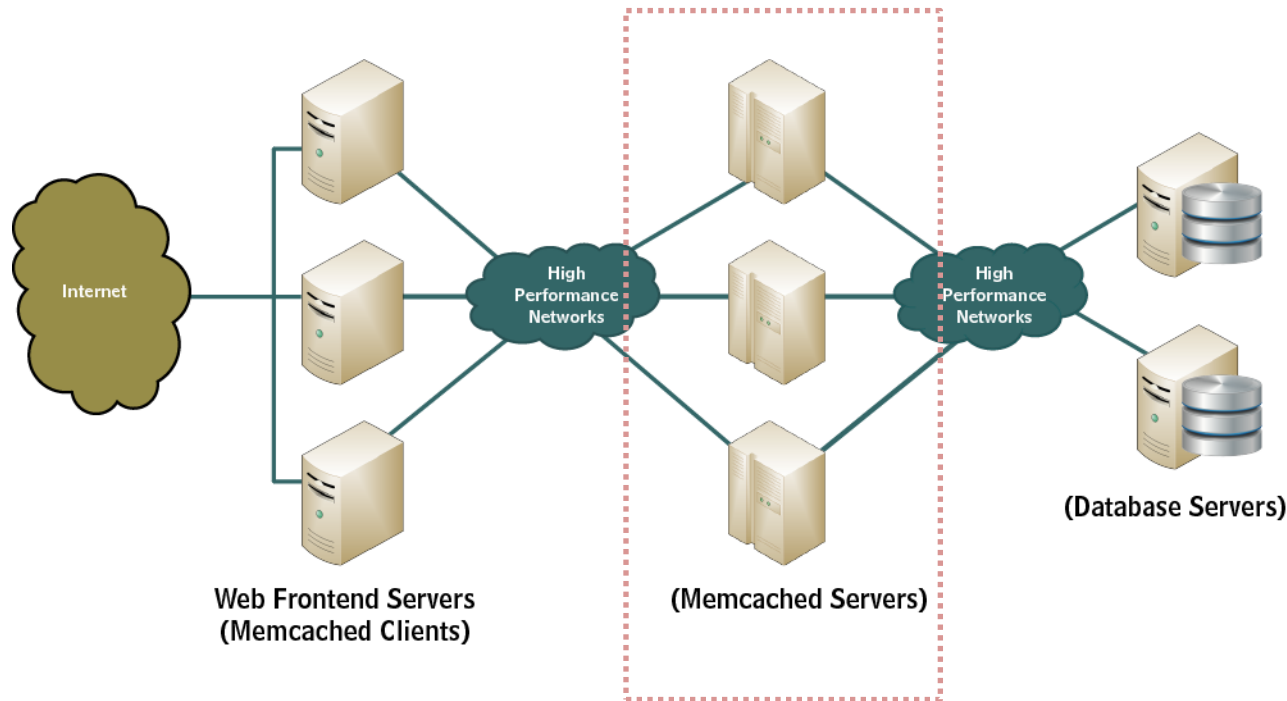 Internet
High
Performance
Networks
High
Performance
Networks
(Database Servers)
Web Frontend Servers
(Memcached Clients)
(Memcached Servers)